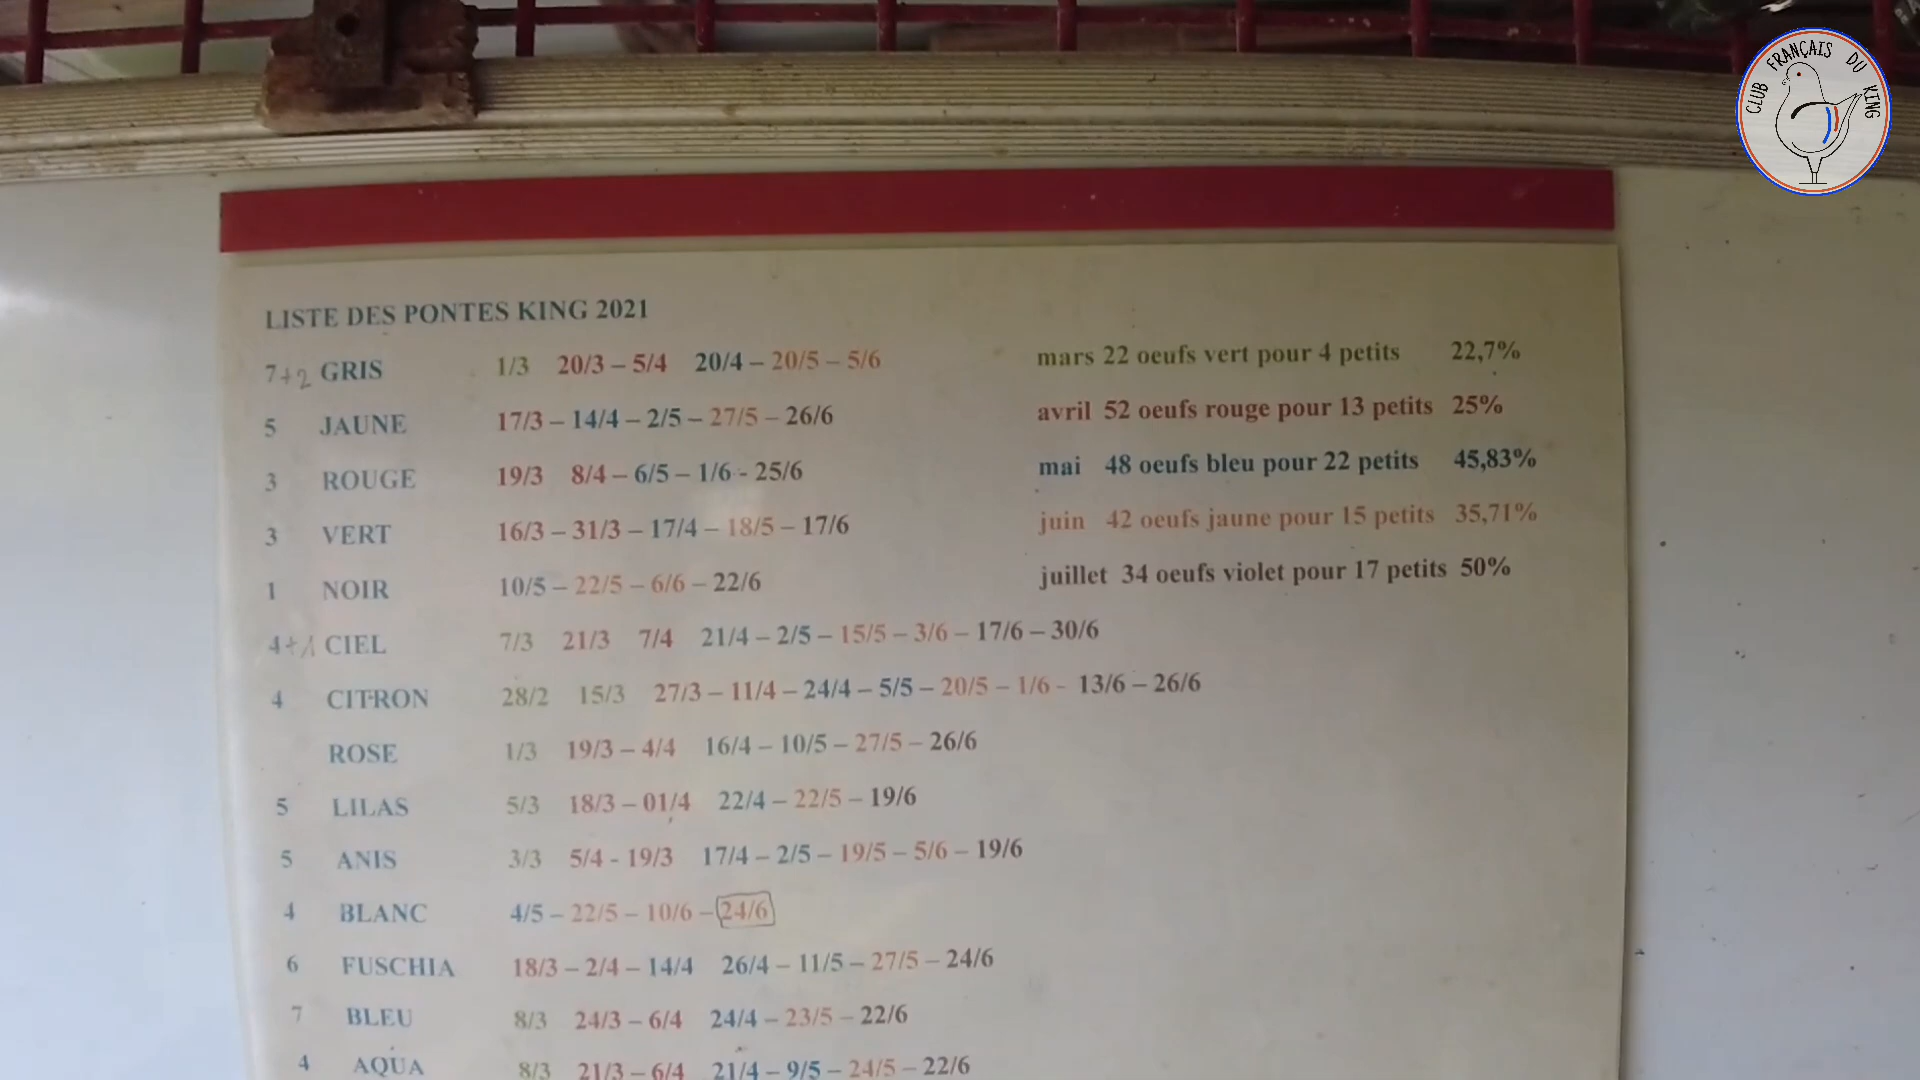 CLUB FRANÇAIS DU KING
LISTE DES PONTES KING 2021
7+2 GRIS 1/3 20/3 – 5/4 20/4 – 20/5 – 5/6 mars 22 oeufs vert pour 4 petits 22,7%
5 JAUNE 17/3 – 14/4 – 2/5 – 27/5 – 26/6 avril 52 oeufs rouge pour 13 petits 25%
3 ROUGE 19/3 8/4 – 6/5 – 1/6 - 25/6 mai 48 oeufs bleu pour 22 petits 45,83%
3 VERT 16/3 – 31/3 – 17/4 – 18/5 – 17/6 juin 42 oeufs jaune pour 15 petits 35,71%
1 NOIR 10/5 – 22/5 – 6/6 – 22/6 juillet 34 oeufs violet pour 17 petits 50%
4+1 CIEL 7/3 21/3 7/4 21/4 – 2/5 – 15/5 – 3/6 – 17/6 – 30/6
4 CITRON 28/2 15/3 27/3 – 11/4 – 24/4 – 5/5 – 20/5 – 1/6 - 13/6 – 26/6
ROSE 1/3 19/3 – 4/4 16/4 – 10/5 – 27/5 – 26/6
5 LILAS 5/3 18/3 – 01/4 22/4 – 22/5 – 19/6
5 ANIS 3/3 5/4 - 19/3 17/4 – 2/5 – 19/5 – 5/6 – 19/6
4 BLANC 4/5 – 22/5 – 10/6 – 24/6
6 FUSCHIA 18/3 – 2/4 – 14/4 26/4 – 11/5 – 27/5 – 24/6
7 BLEU 8/3 24/3 – 6/4 24/4 – 23/5 – 22/6
4 AQUA 8/3 21/3 – 6/4 21/4 – 9/5 – 24/5 – 22/6